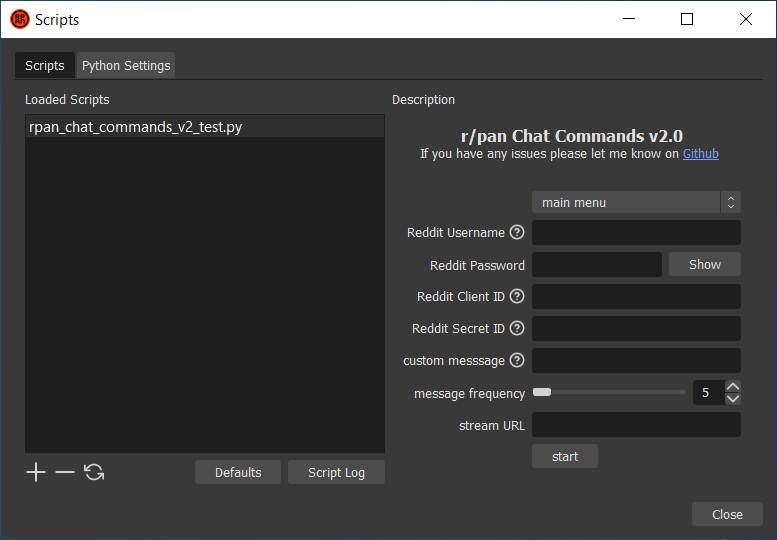 Scripts
Scripts
Python Settings
Loaded Scripts
Description
rpan_chat_commands_v2_test.py
r/pan Chat Commands v2.0
If you have any issues please let me know on Github
main menu
Reddit Username
Reddit Password
Show
Reddit Client ID
Reddit Secret ID
custom messsage
message frequency
5
stream URL
start
Defaults
Script Log
Close